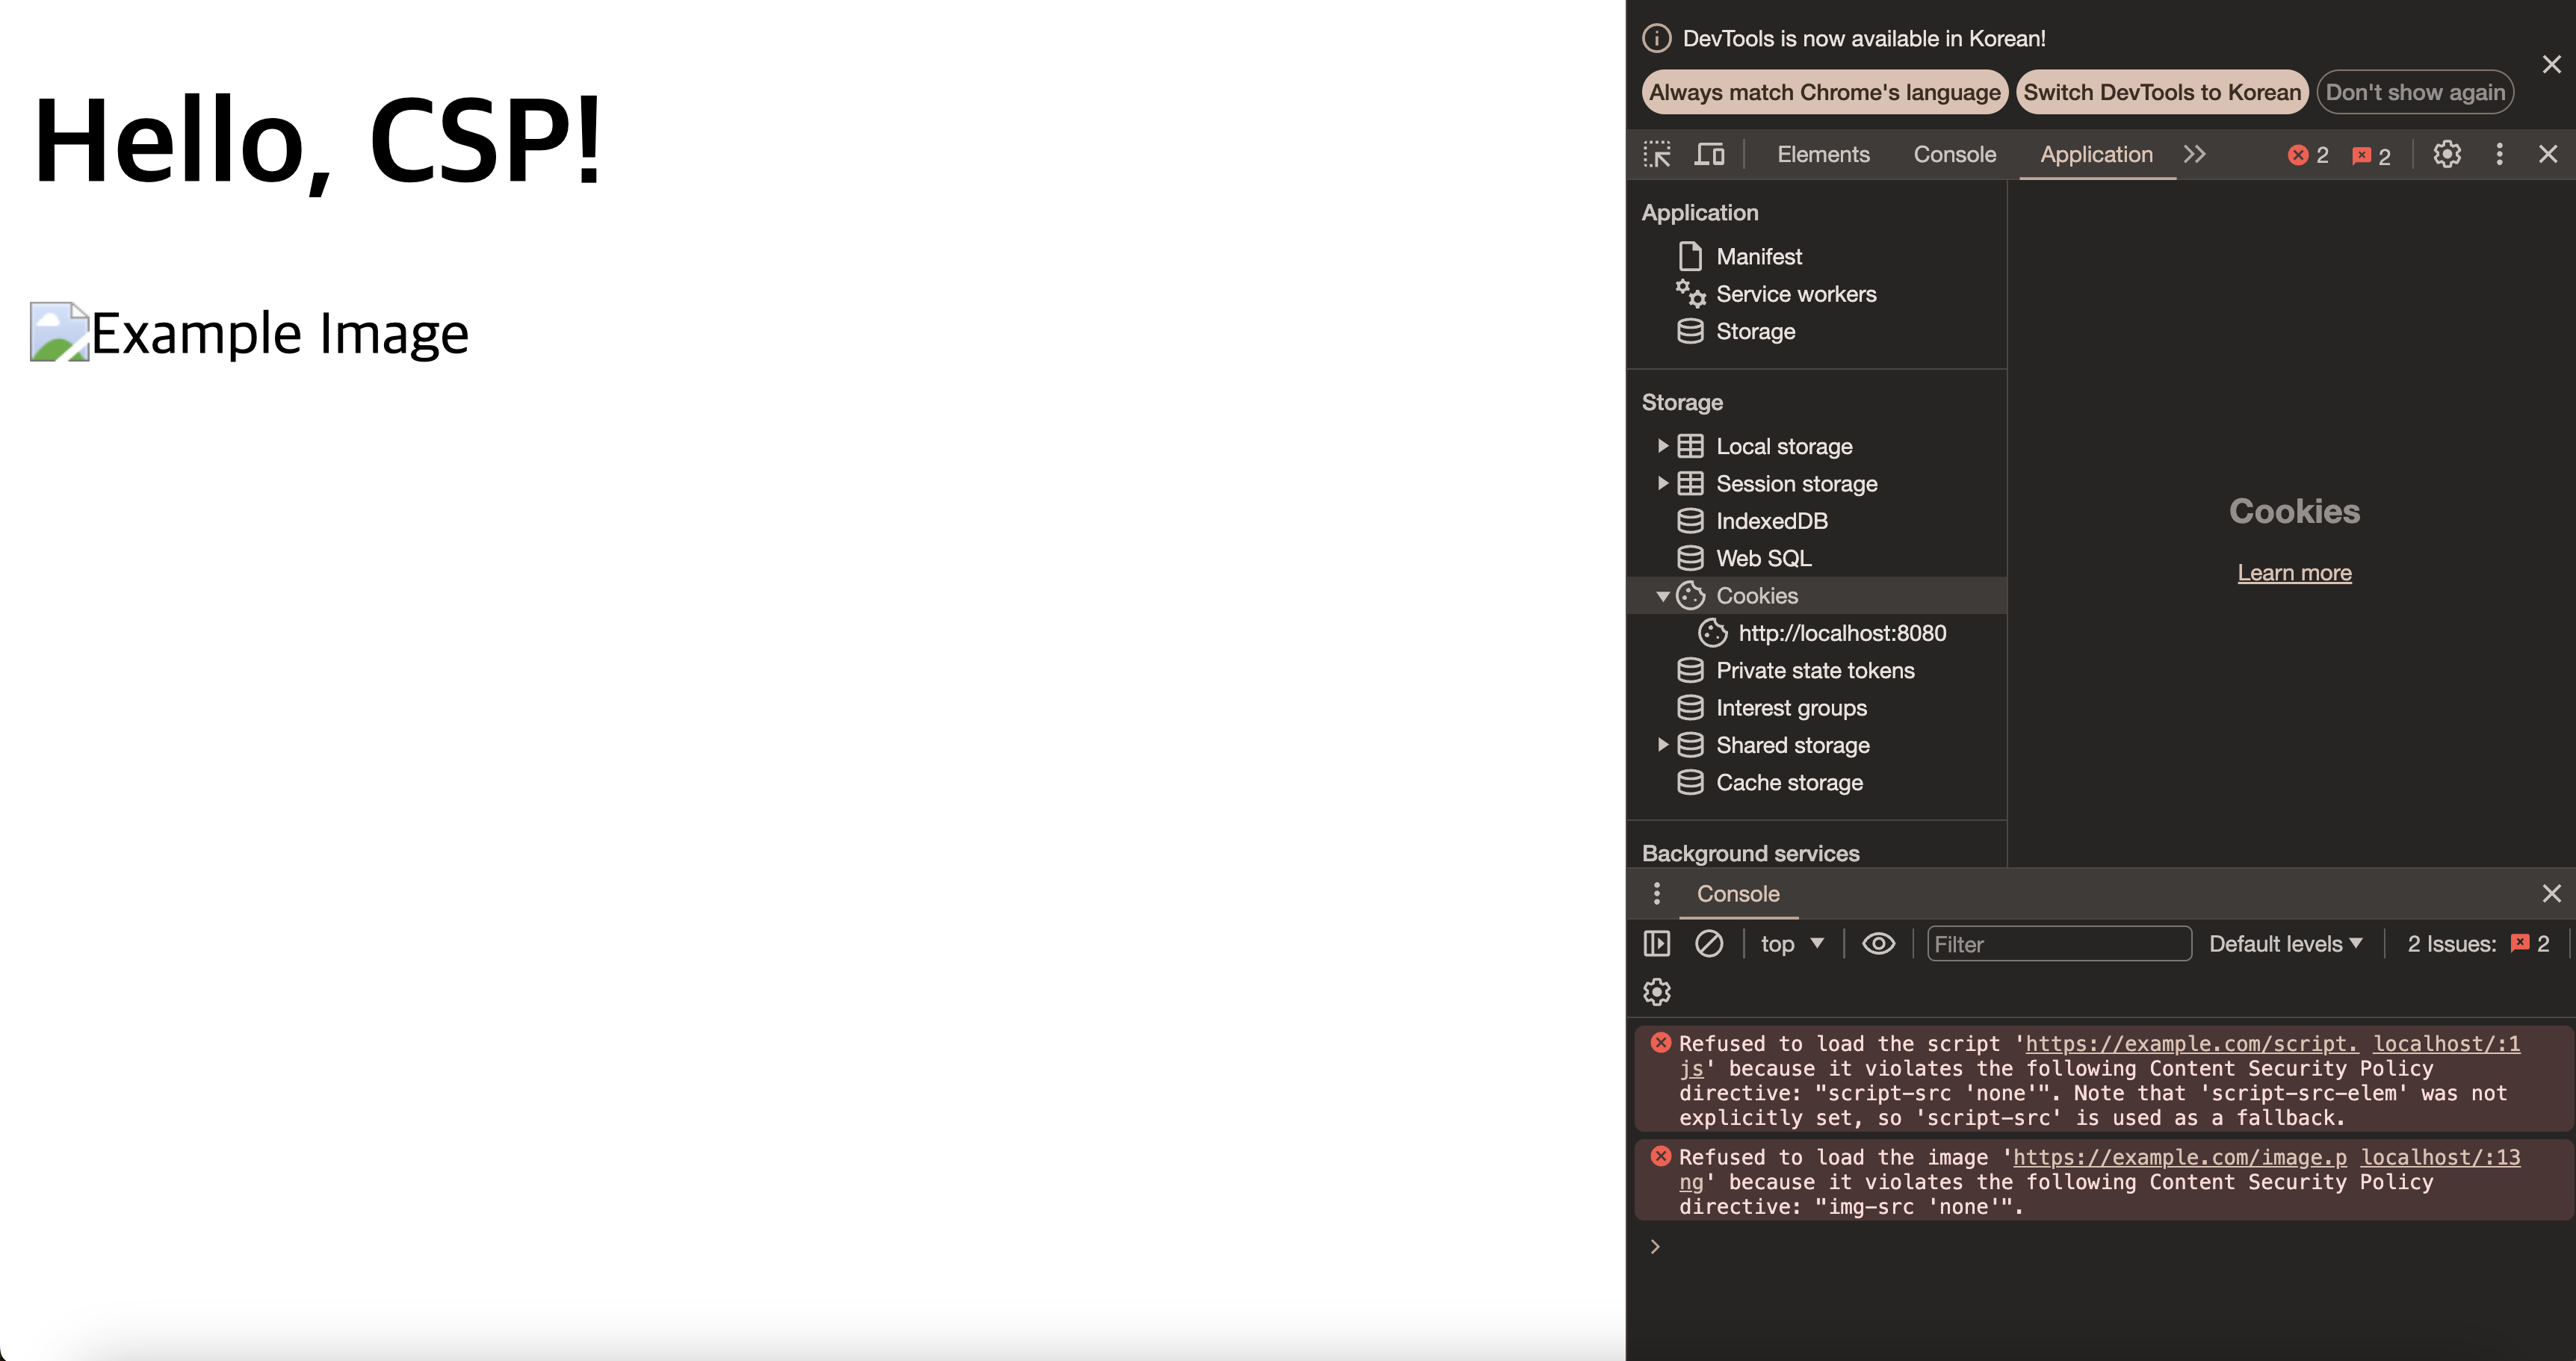 Hello, CSP!
Example Image
DevTools is now available in Korean!
Always match Chrome's language Switch DevTools to Korean Don't show again
Elements Console Application 2 2
Application
Manifest
Service workers
Storage
Storage
Local storage
Session storage
IndexedDB
Web SQL
Cookies
http://localhost:8080
Private state tokens
Interest groups
Shared storage
Cache storage
Background services
Cookies
Learn more
Console
top Filter Default levels 2 Issues: 2
Refused to load the script 'https://example.com/script. localhost/:1
js' because it violates the following Content Security Policy
directive: "script-src 'none'". Note that 'script-src-elem' was not
explicitly set, so 'script-src' is used as a fallback.
Refused to load the image 'https://example.com/image.p localhost/:13
ng' because it violates the following Content Security Policy
directive: "img-src 'none'".